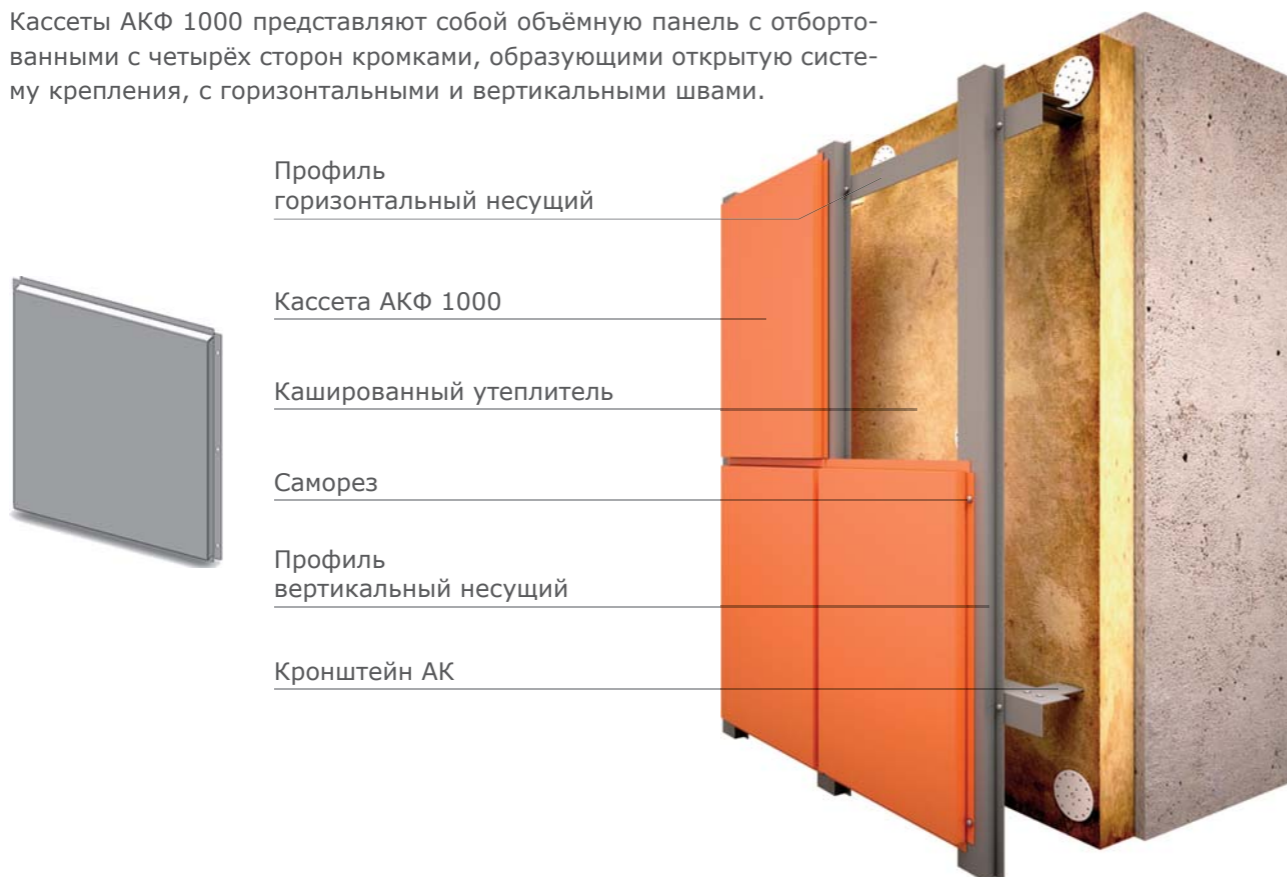 Кассеты АКФ 1000 представляют собой объёмную панель с отборто-
ванными с четырёх сторон кромками, образующими открытую систе-
му крепления, с горизонтальными и вертикальными швами.
Профиль
горизонтальный несущий
Кассета АКФ 1000
Кашированный утеплитель
Саморез
Профиль
вертикальный несущий
Кронштейн АК